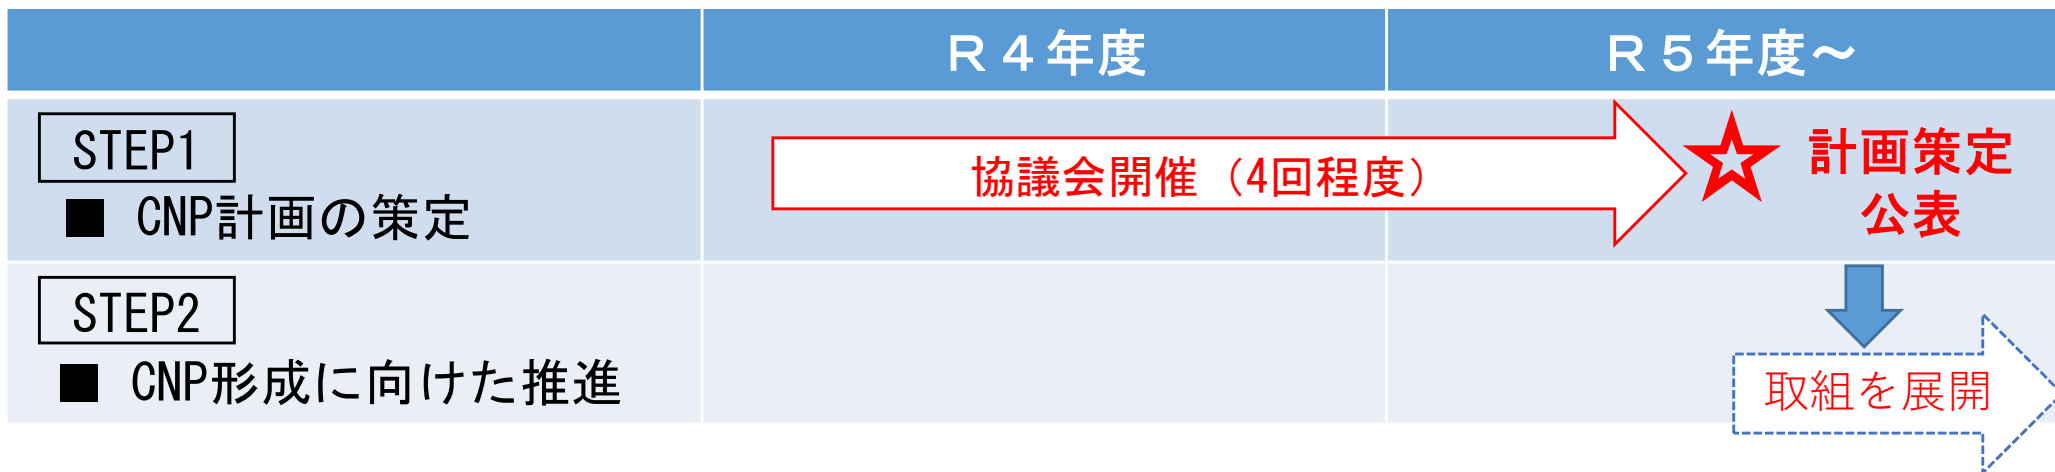 R4年度
R5年度～
STEP1
■ CNP計画の策定
協議会開催（4回程度）
計画策定
公表
STEP2
■ CNP形成に向けた推進
取組を展開